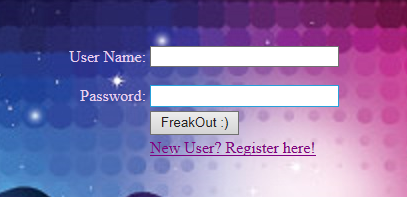 User Name:
Password:
FreakOut :)
New User? Register here!